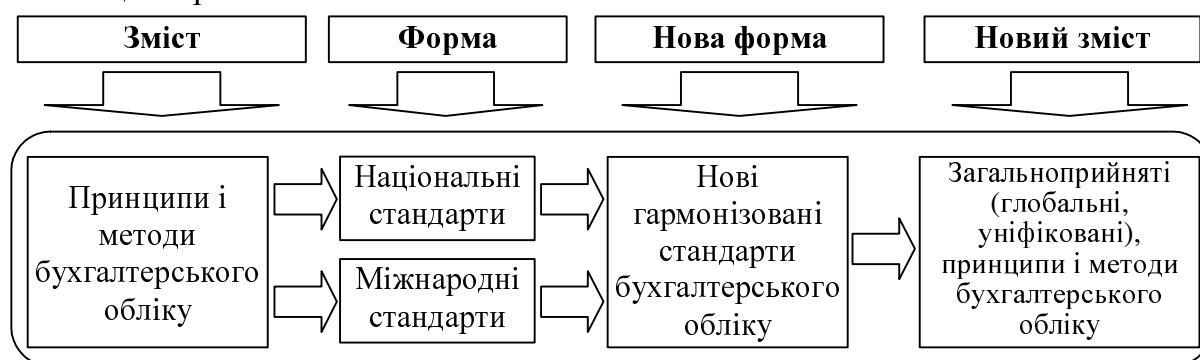 Зміст
Форма
Нова форма
Новий зміст
Принципи і
методи
бухгалтерського
обліку
Національні
стандарти
Міжнародні
стандарти
Нові
гармонізовані
стандарти
бухгалтерського
обліку
Загальноприйняті
(глобальні,
уніфіковані),
принципи і методи
бухгалтерського
обліку